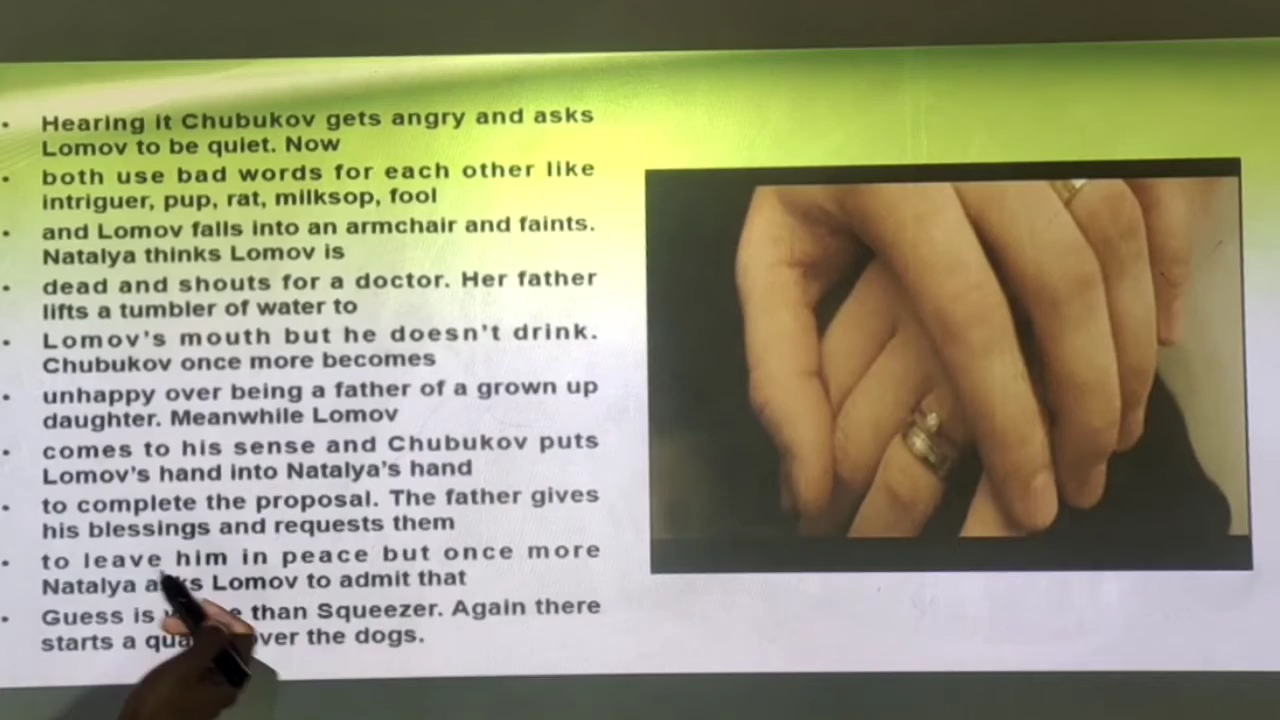 • Hearing it Chubukov gets angry and asks
Lomov to be quiet. Now
• both use bad words for each other like
intriguer, pup, rat, milksop, fool
• and Lomov falls into an armchair and faints.
Natalya thinks Lomov is
• dead and shouts for a doctor. Her father
lifts a tumbler of water to
• Lomov's mouth but he doesn't drink.
Chubukov once more becomes
• unhappy over being a father of a grown up
daughter. Meanwhile Lomov
• comes to his sense and Chubukov puts
Lomov's hand into Natalya's hand
• to complete the proposal. The father gives
his blessings and requests them
• to leave him in peace but once more
Natalya Lomov to admit that
• Guess is than Squeezer. Again there
starts a the dogs.